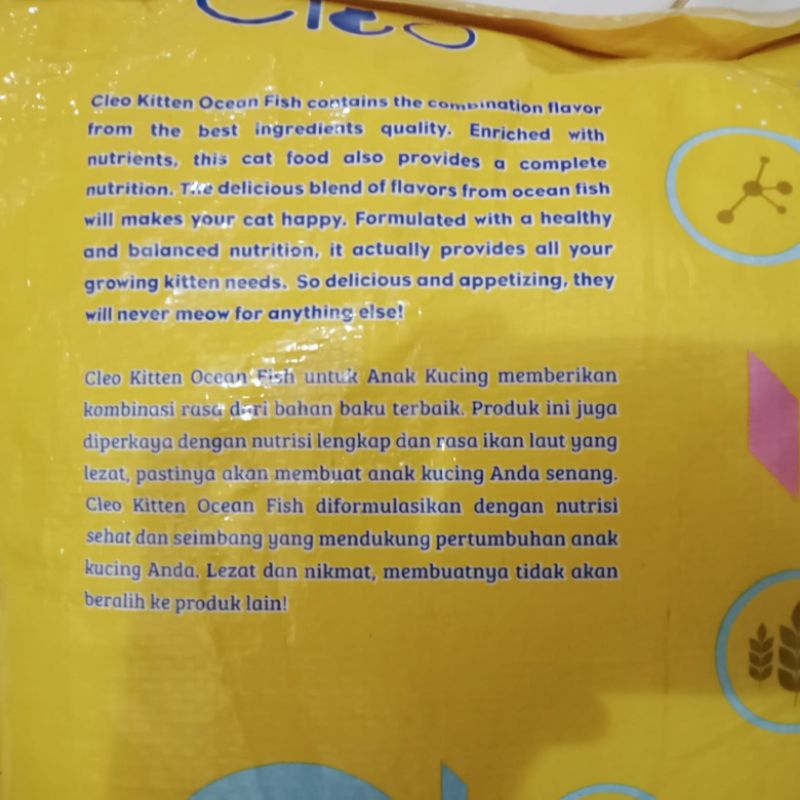 Cleo
Cleo Kitten Ocean Fish contains the combination flavor
from the best ingredients quality. Enriched with
nutrients, this cat food also provides a complete
nutrition. The delicious blend of flavors from ocean fish
will makes your cat happy. Formulated with a healthy
and balanced nutrition, it actually provides all your
growing kitten needs. So delicious and appetizing, they
will never meow for anything else!
Cleo Kitten Ocean Fish untuk Anak Kucing memberikan
kombinasi rasa dari bahan baku terbaik. Produk ini juga
diperkaya dengan nutrisi lengkap dan rasa ikan laut yang
lezat, pastinya akan membuat anak kucing Anda senang.
Cleo Kitten Ocean Fish diformulasikan dengan nutrisi
sehat dan seimbang yang mendukung pertumbuhan anak
kucing Anda. Lezat dan nikmat, membuatnya tidak akan
beralih ke produk lain!